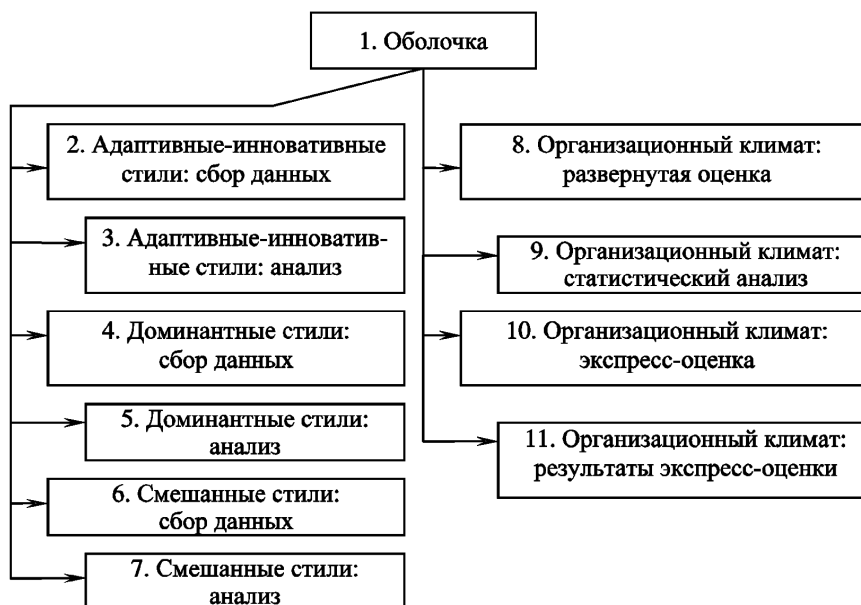 1. Оболочка
2. Адаптивные-инновативные
стили: сбор данных
3. Адаптивные-инноватив-
ные стили: анализ
4. Доминантные стили:
сбор данных
5. Доминантные стили:
анализ
6. Смешанные стили:
сбор данных
7. Смешанные стили:
анализ
8. Организационный климат:
развернутая оценка
9. Организационный климат:
статистический анализ
10. Организационный климат:
экспресс-оценка
11. Организационный климат:
результаты экспресс-оценки